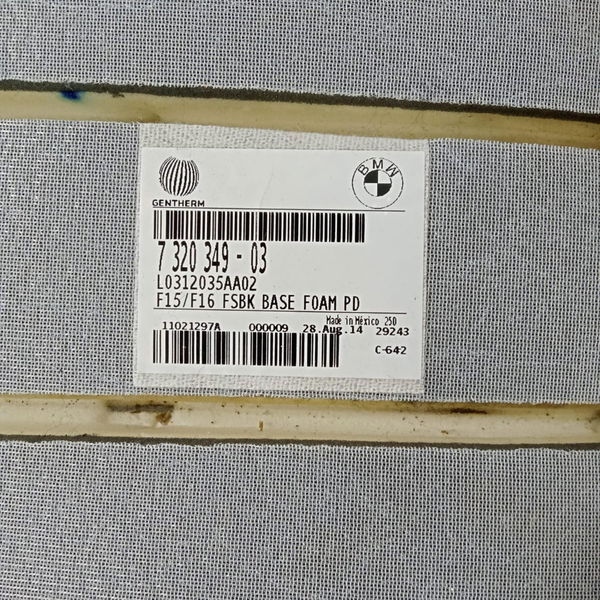 BMW
GENTHERM
7 320 349 - 03
L0312035AA02
F15/F16 FSBK BASE FOAM PD
Made in México 250
11021297A 000009 28.Aug.14 29243
C-642